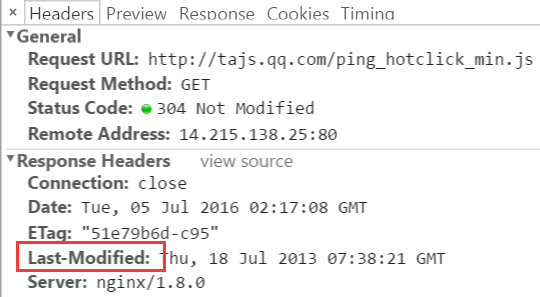 × Headers Preview Response Cookies Timing
▼General
Request URL: http://tajs.qq.com/ping_hotclick_min.js
Request Method: GET
Status Code: 304 Not Modified
Remote Address: 14.215.138.25:80
▼Response Headers view source
Connection: close
Date: Tue, 05 Jul 2016 02:17:08 GMT
ETag: "51e79b6d-c95"
Last-Modified: Thu, 18 Jul 2013 07:38:21 GMT
Server: nginx/1.8.0